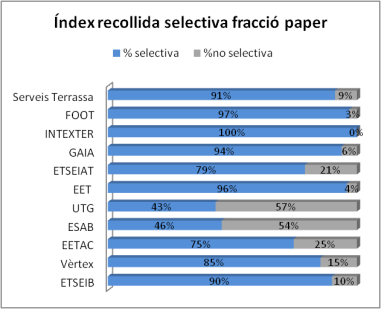 Índex recollida selectiva fracció paper
% selectiva %no selectiva
Serveis Terrassa 91% 9%
FOOT 97% 3%
INTEXTER 100% 0%
GAIA 94% 6%
ETSEIAT 79% 21%
EET 96% 4%
UTG 43% 57%
ESAB 46% 54%
EETAC 75% 25%
Vèrtex 85% 15%
ETSEIB 90% 10%